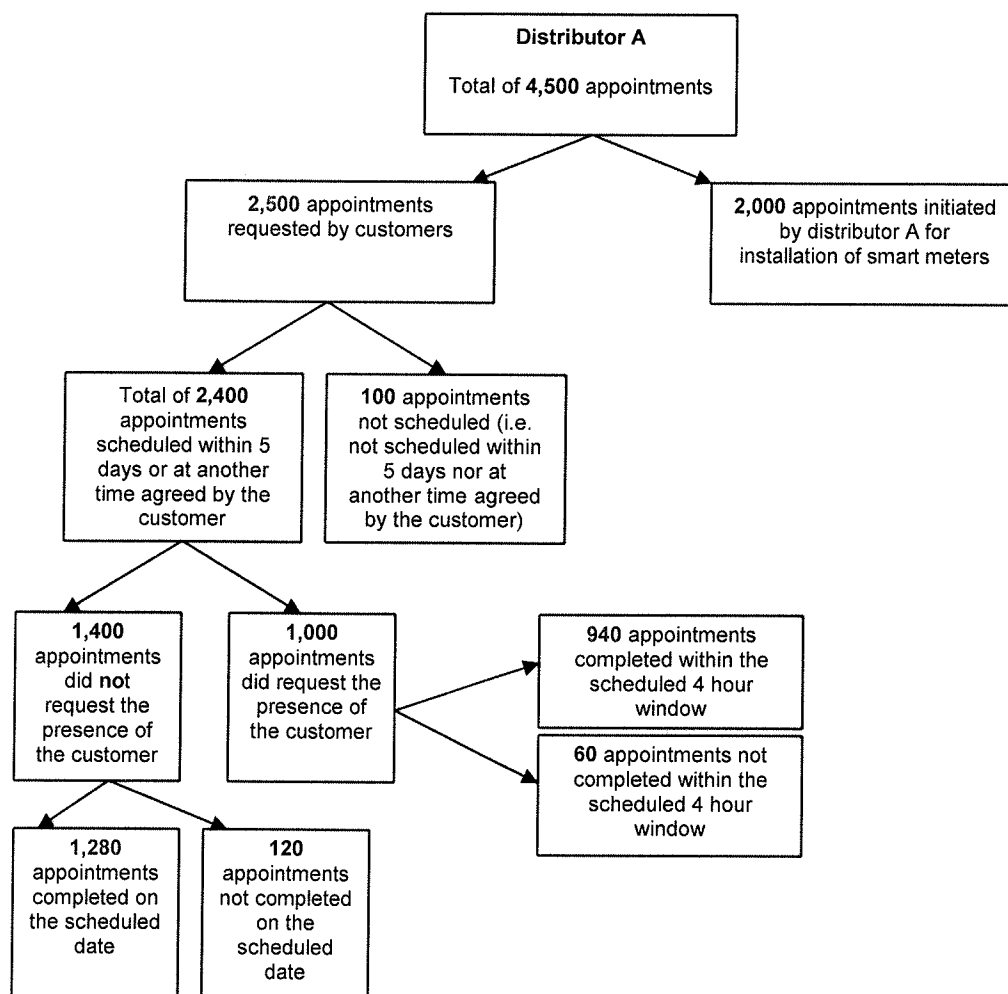 Distributor A
Total of 4,500 appointments
2,500 appointments
requested by customers
2,000 appointments initiated
by distributor A for
installation of smart meters
Total of 2,400
appointments
scheduled within 5
days or at another
time agreed by the
customer
100 appointments
not scheduled (i.e.
not scheduled within
5 days nor at
another time agreed
by the customer)
1,400
appointments
did not
request the
presence of
the customer
1,000
appointments
did request the
presence of
the customer
940 appointments
completed within the
scheduled 4 hour
window
60 appointments not
completed within the
scheduled 4 hour
window
1,280
appointments
completed on
the scheduled
date
120
appointments
not completed
on the
scheduled
date